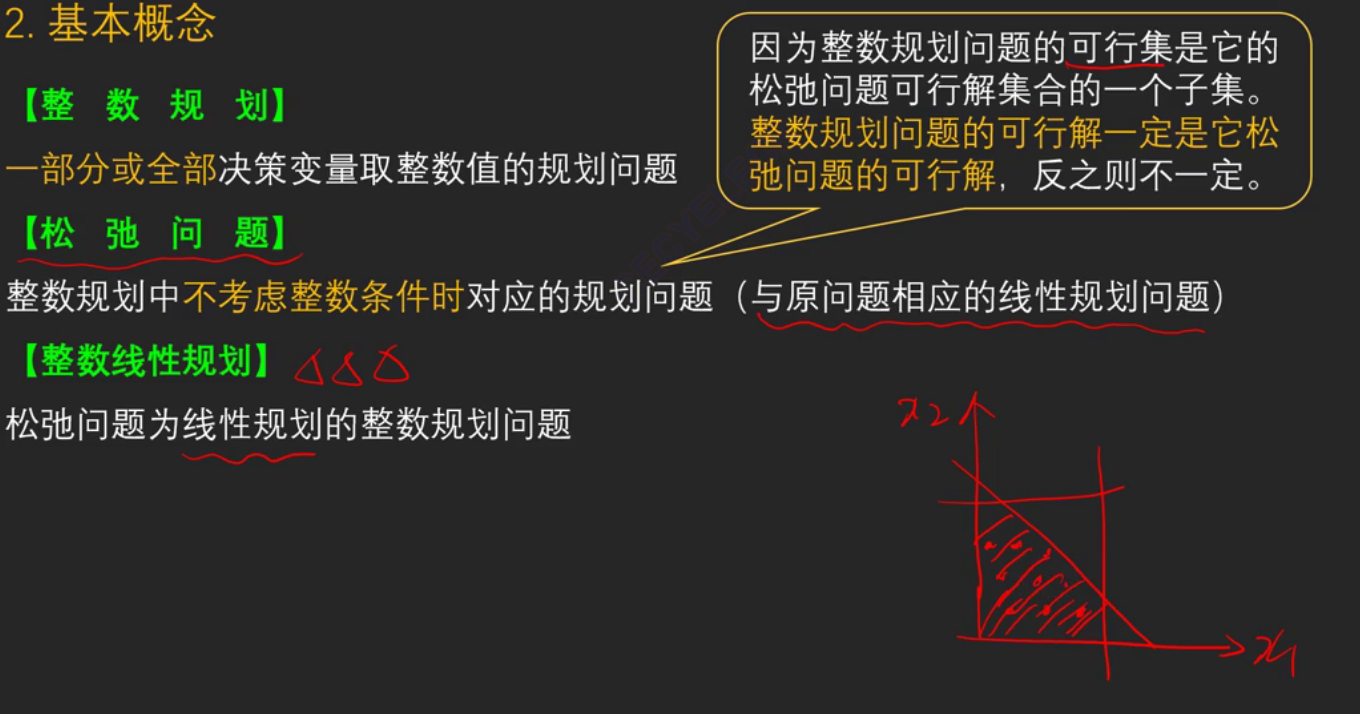 2. 基本概念
【整 数 规 划】
一部分或全部决策变量取整数值的规划问题
【松 弛 问 题】
整数规划中不考虑整数条件时对应的规划问题（与原问题相应的线性规划问题）
【整数线性规划】
松弛问题为线性规划的整数规划问题
因为整数规划问题的可行集是它的
松弛问题可行解集合的一个子集。
整数规划问题的可行解一定是它松
弛问题的可行解，反之则不一定。
x2
x1